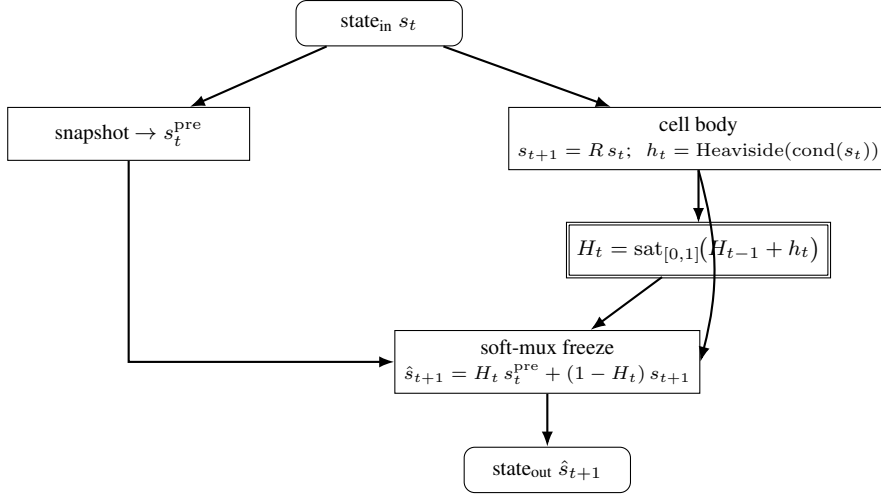 state_in s_t
snapshot → s_t^pre
cell body
s_{t+1} = R s_t; h_t = Heaviside(cond(s_t))
H_t = sat_{[0,1]}(H_{t−1} + h_t)
soft-mux freeze
ŝ_{t+1} = H_t s_t^pre + (1 − H_t) s_{t+1}
state_out ŝ_{t+1}